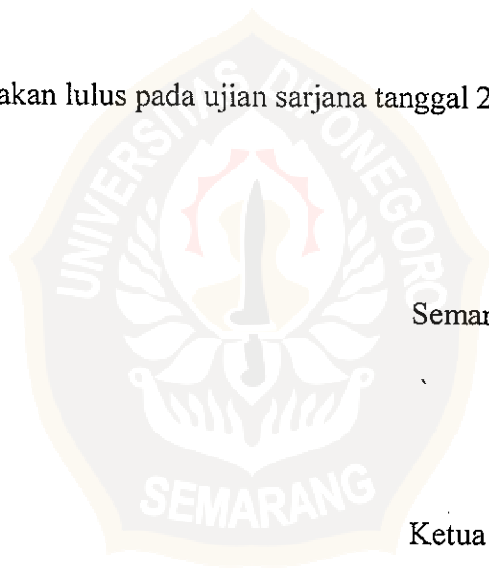 akan lulus pada ujian sarjana tanggal 2
UNIVERSITAS DIPONEGORO
Semar
SEMARANG
Ketua